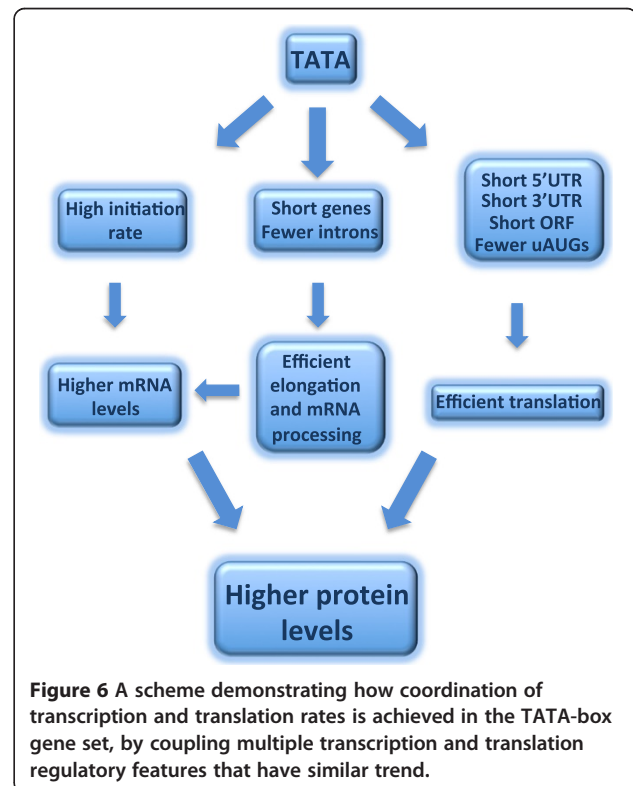 TATA
High initiation
rate
Short genes
Fewer introns
Short 5’UTR
Short 3’UTR
Short ORF
Fewer uAUGs
Higher mRNA
levels
Efficient
elongation
and mRNA
processing
Efficient translation
Higher protein
levels
Figure 6 A scheme demonstrating how coordination of
transcription and translation rates is achieved in the TATA-box
gene set, by coupling multiple transcription and translation
regulatory features that have similar trend.